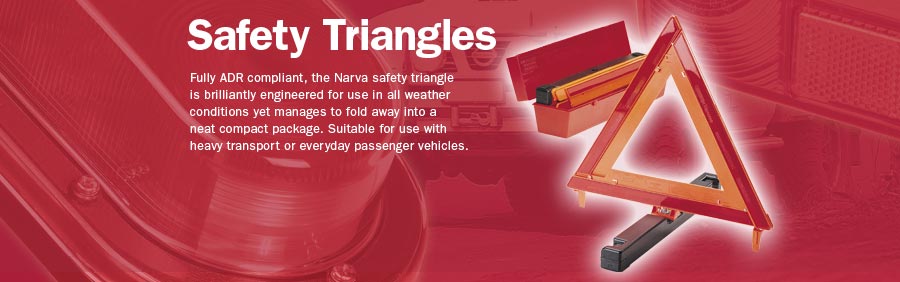 Safety Triangles
Fully ADR compliant, the Narva safety triangle
is brilliantly engineered for use in all weather
conditions yet manages to fold away into a
neat compact package. Suitable for use with
heavy transport or everyday passenger vehicles.